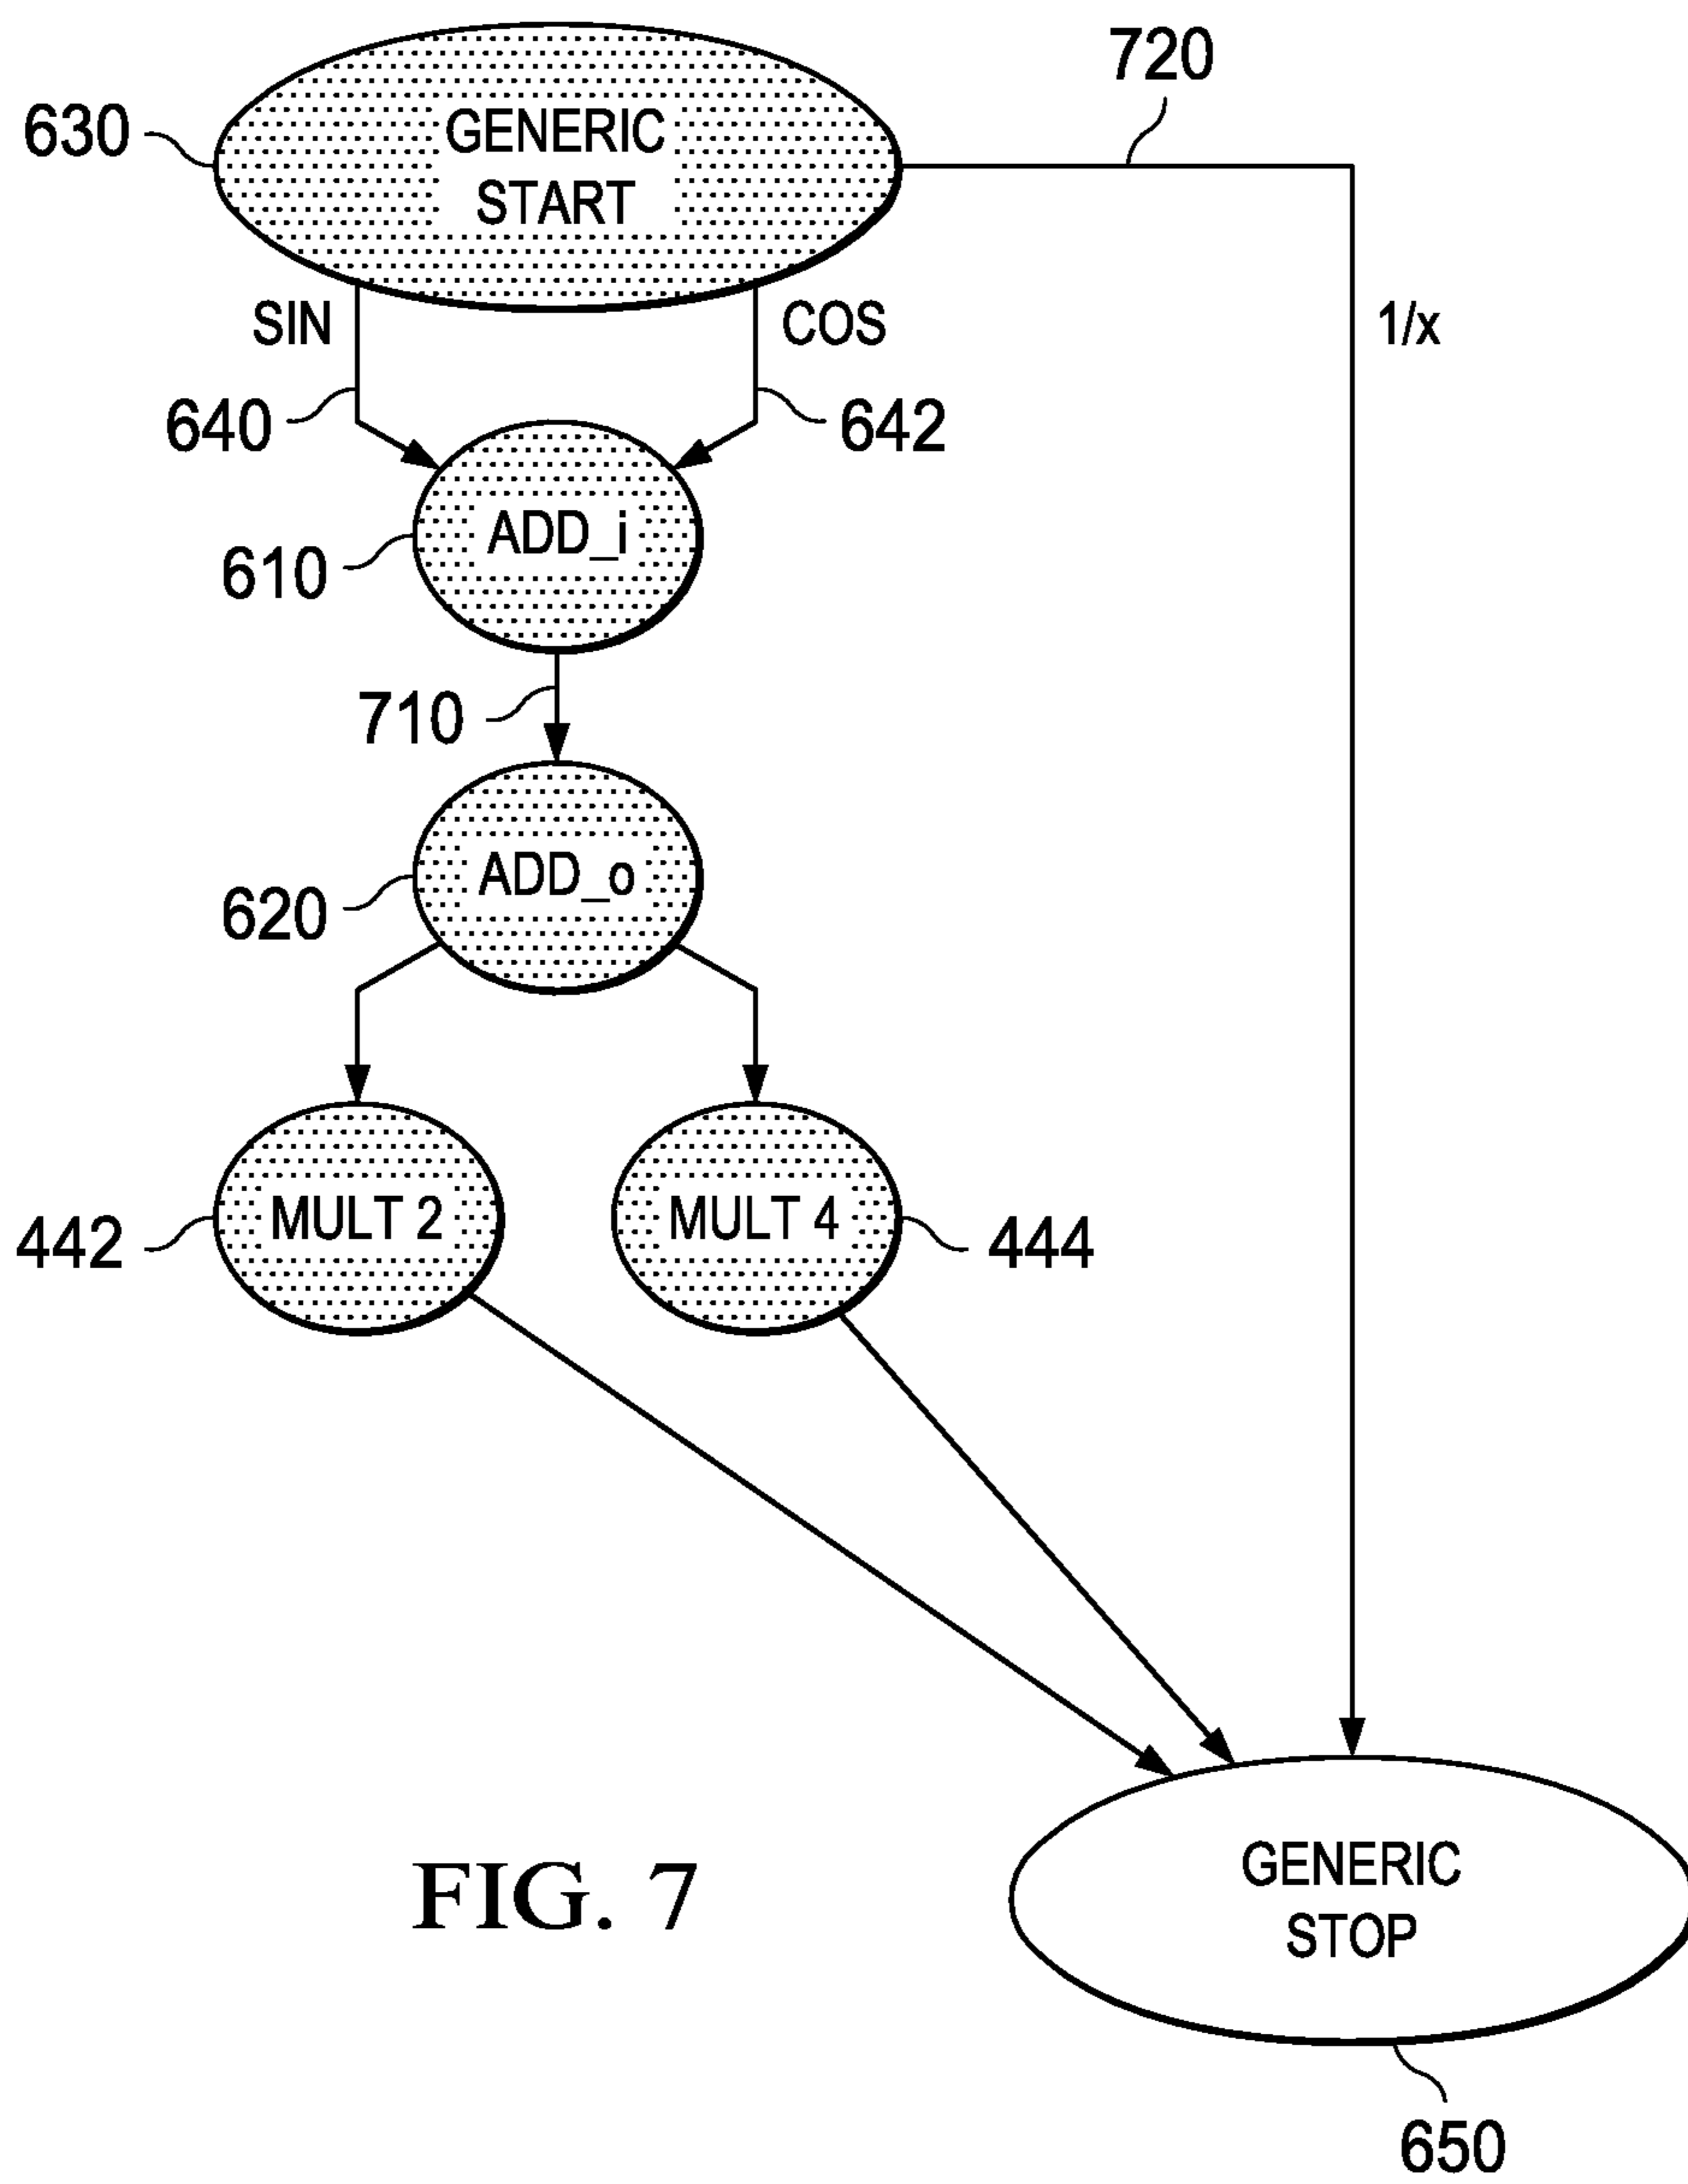 720
630
GENERIC
START
SIN
COS
1/x
640
642
ADD_i
610
710
ADD_o
620
MULT 2
MULT 4
442
444
GENERIC
STOP
FIG. 7
650